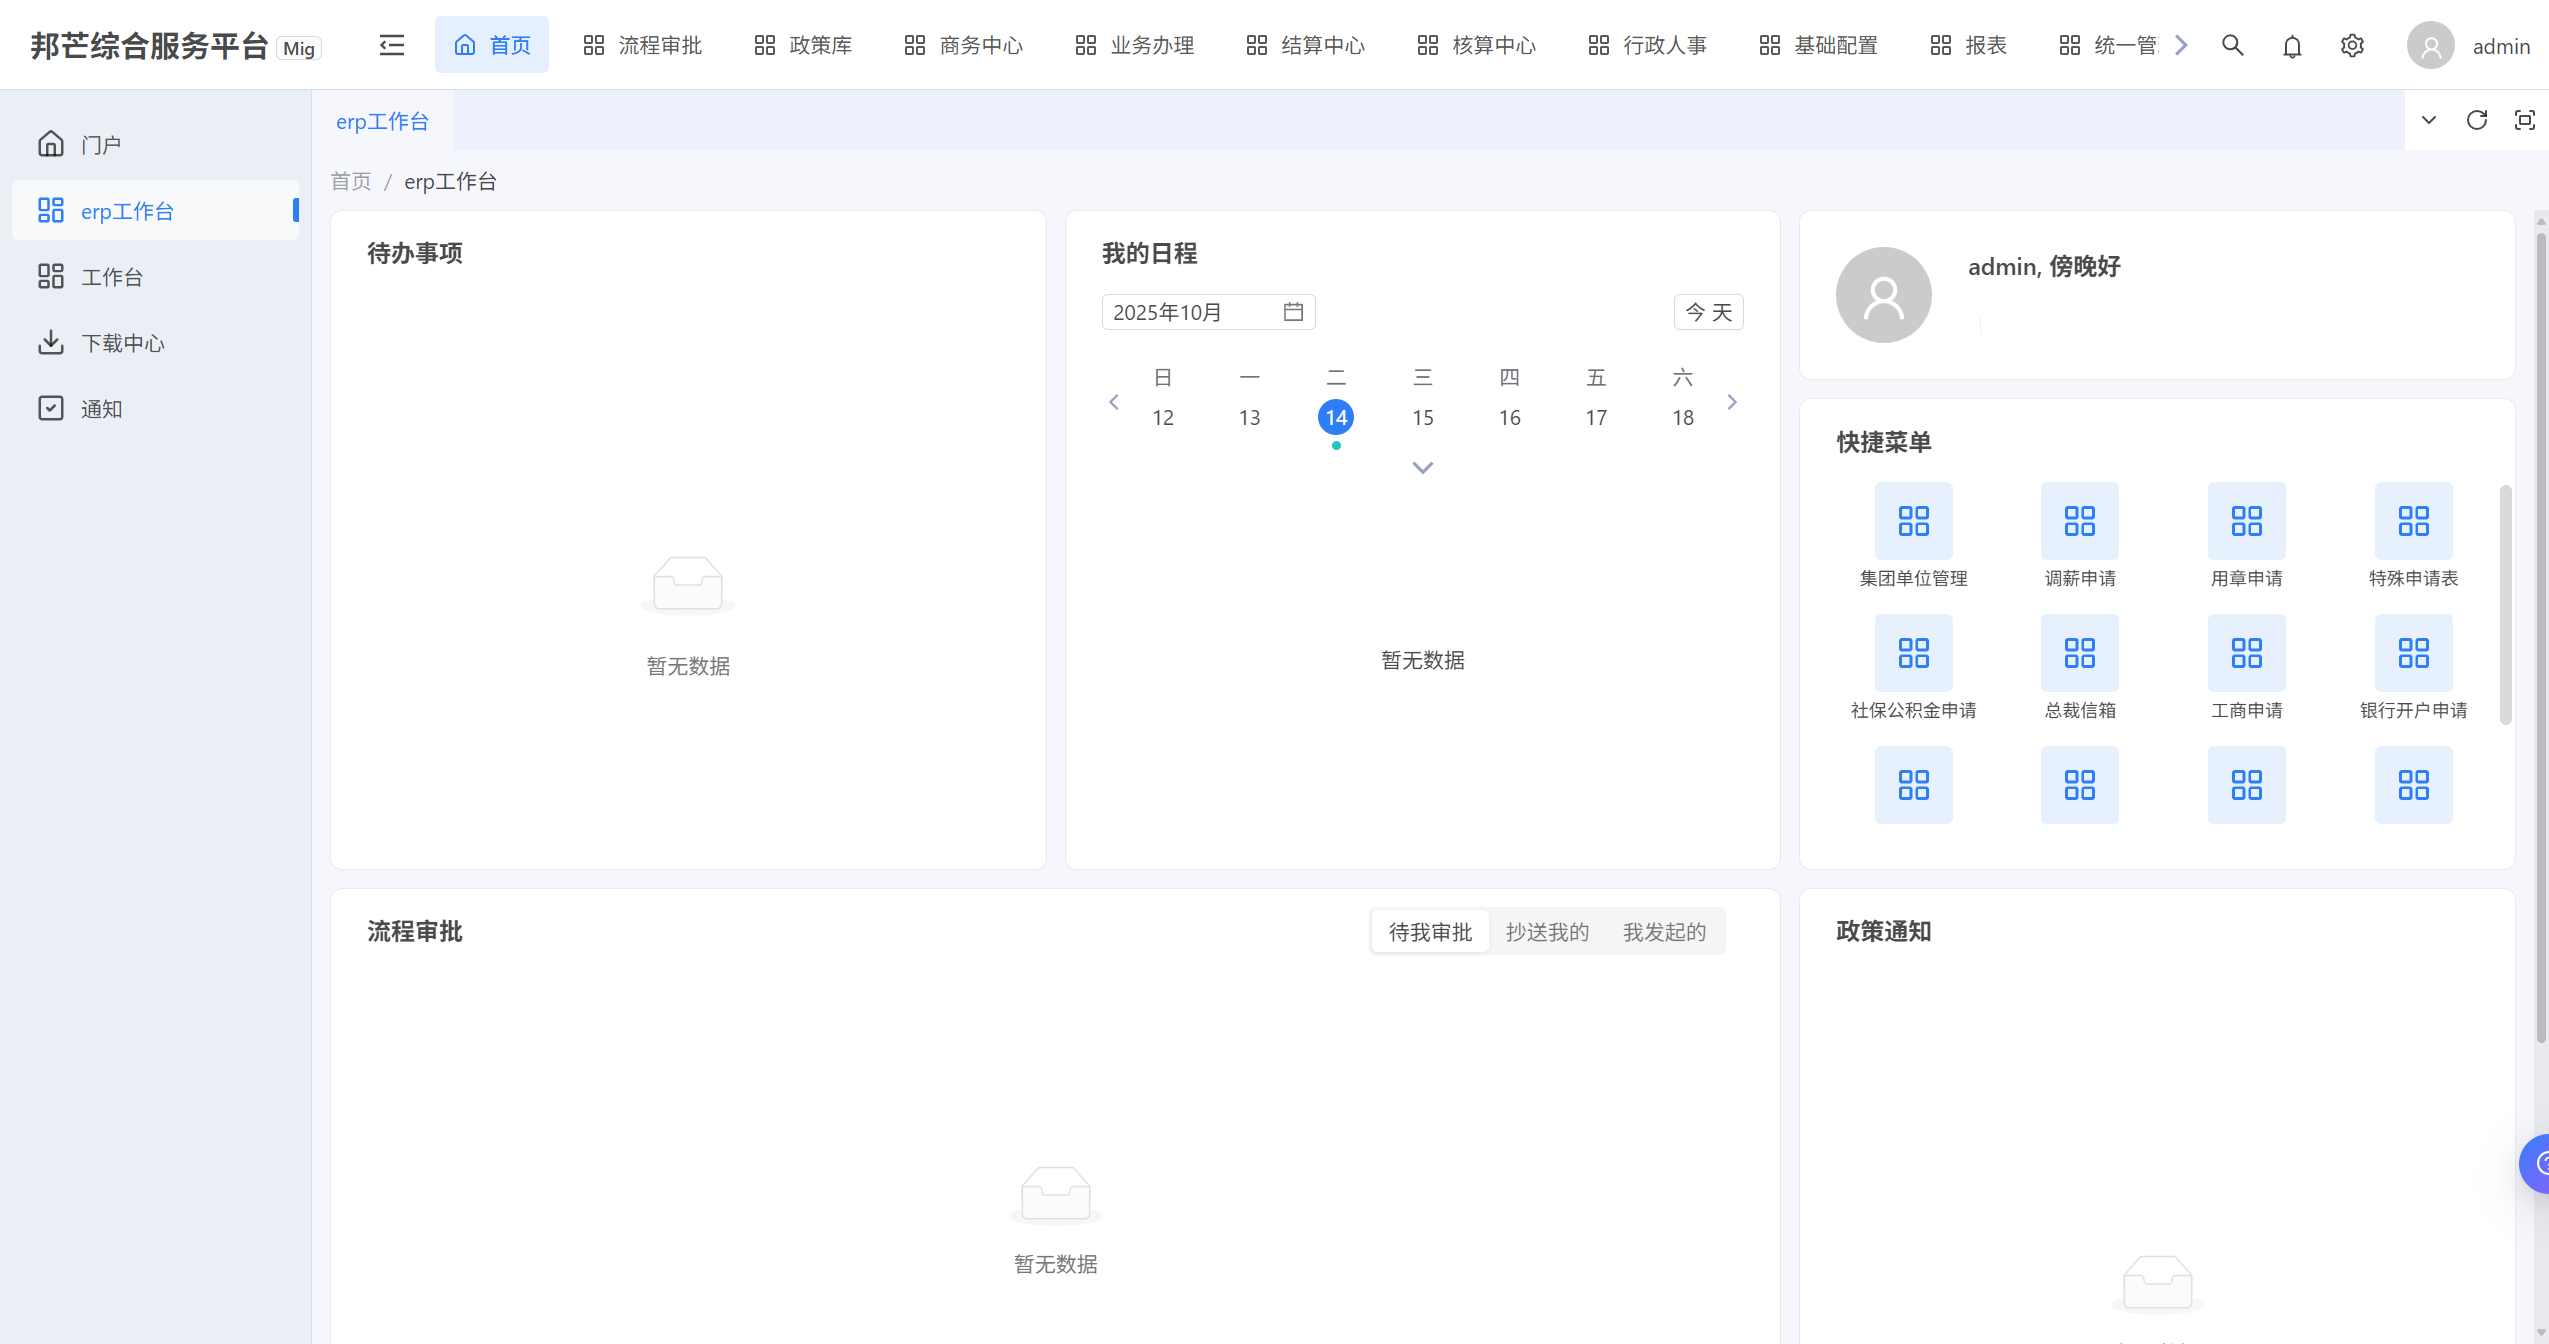 邦芒综合服务平台 Mig
首页
流程审批
政策库
商务中心
业务办理
结算中心
核算中心
行政人事
基础配置
报表
统一管
admin
门户
erp工作台
工作台
下载中心
通知
erp工作台
首页 / erp工作台
待办事项
暂无数据
我的日程
2025年10月
今 天
日 一 二 三 四 五 六
12 13 14 15 16 17 18
暂无数据
admin, 傍晚好
快捷菜单
集团单位管理 调薪申请 用章申请 特殊申请表
社保公积金申请 总裁信箱 工商申请 银行开户申请
流程审批
待我审批 抄送我的 我发起的
暂无数据
政策通知